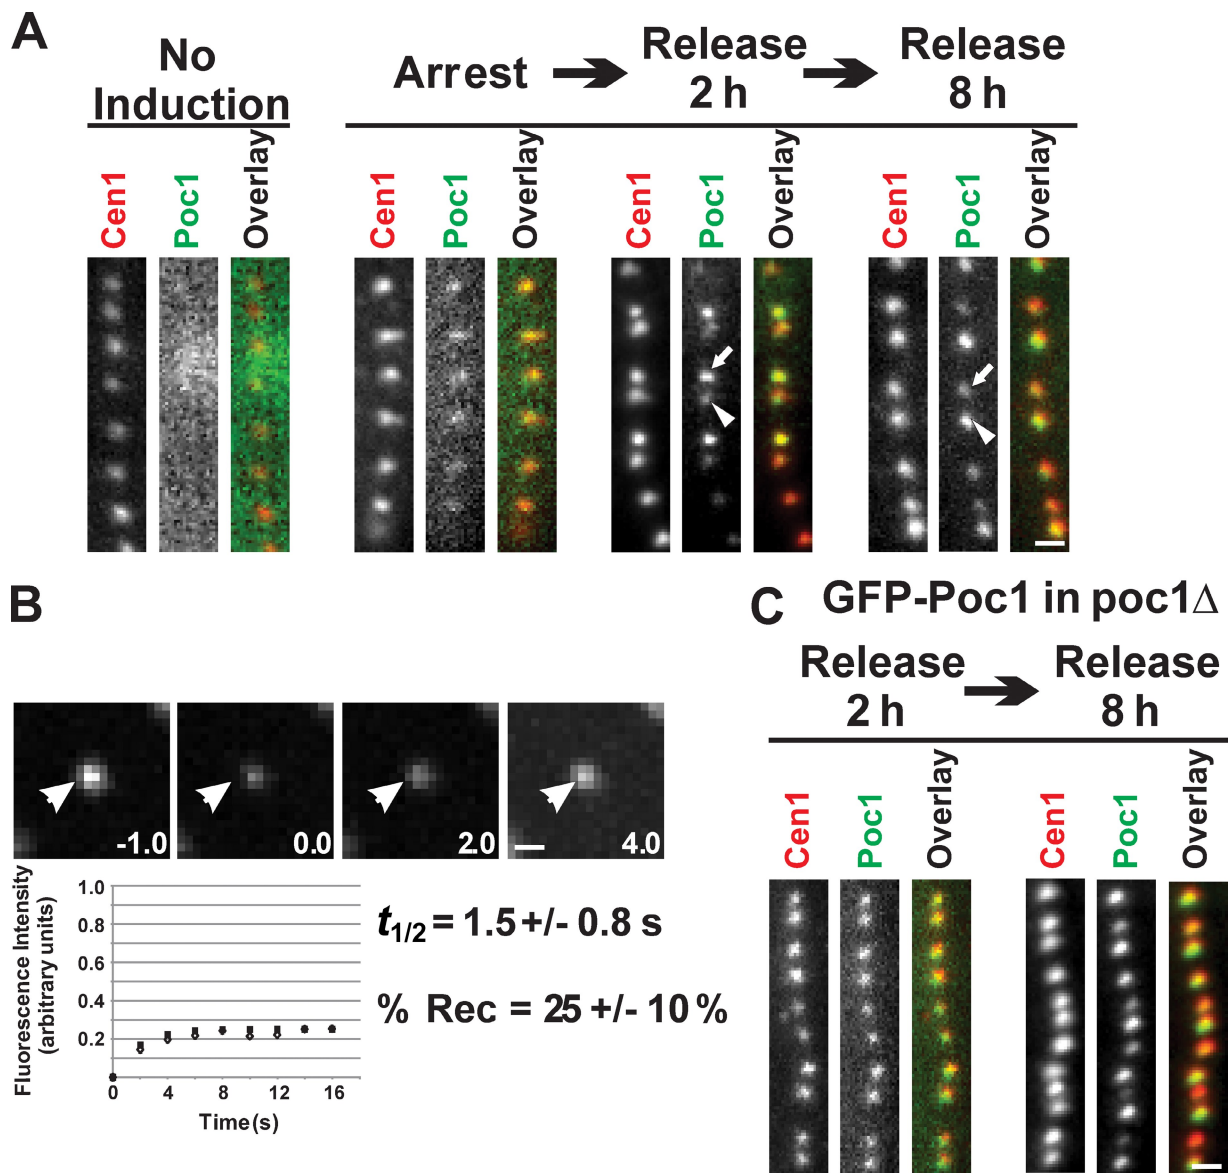 A
No
Induction
Arrest
Release
2 h
Release
8 h
Cen1
Poc1
Overlay
Cen1
Poc1
Overlay
Cen1
Poc1
Overlay
Cen1
Poc1
Overlay
B
-1.0
0.0
2.0
4.0
Fluorescence Intensity
(arbitrary units)
1.0
0.8
0.6
0.4
0.2
0 4 8 12 16
Time(s)
t1/2 = 1.5+/- 0.8 s
% Rec = 25 +/- 10 %
C
GFP-Poc1 in poc1Δ
Release
2 h
Release
8 h
Cen1
Poc1
Overlay
Cen1
Poc1
Overlay